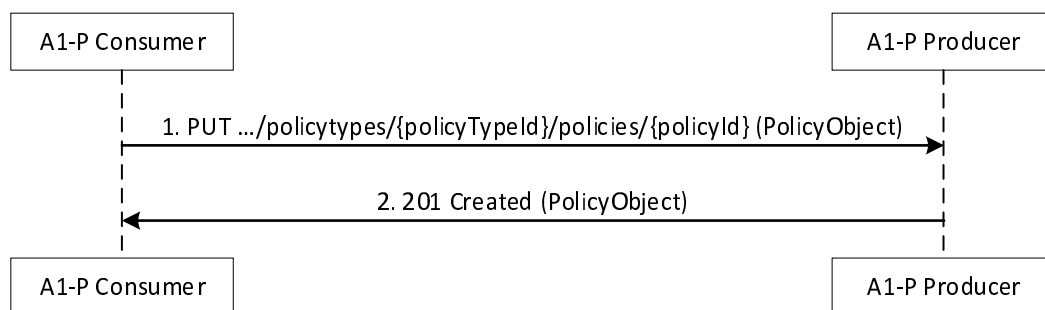 A1-P Consumer
A1-P Producer
1. PUT .../policytypes/{policyTypeId}/policies/{policyId} (PolicyObject)
2. 201 Created (PolicyObject)
A1-P Consumer
A1-P Producer